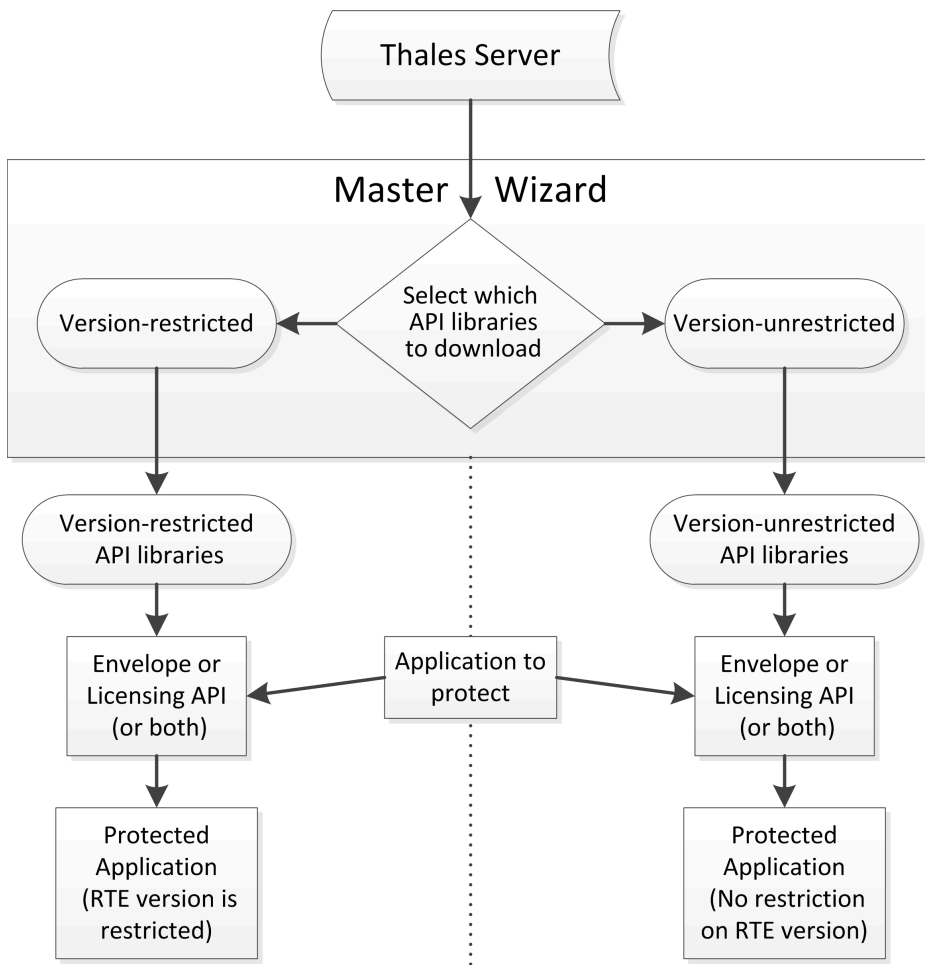 Thales Server
Master Wizard
Select which
API libraries
to download
Version-restricted
Version-unrestricted
Version-restricted
API libraries
Version-unrestricted
API libraries
Envelope or
Licensing API
(or both)
Application to
protect
Envelope or
Licensing API
(or both)
Protected
Application
(RTE version is
restricted)
Protected
Application
(No restriction
on RTE version)